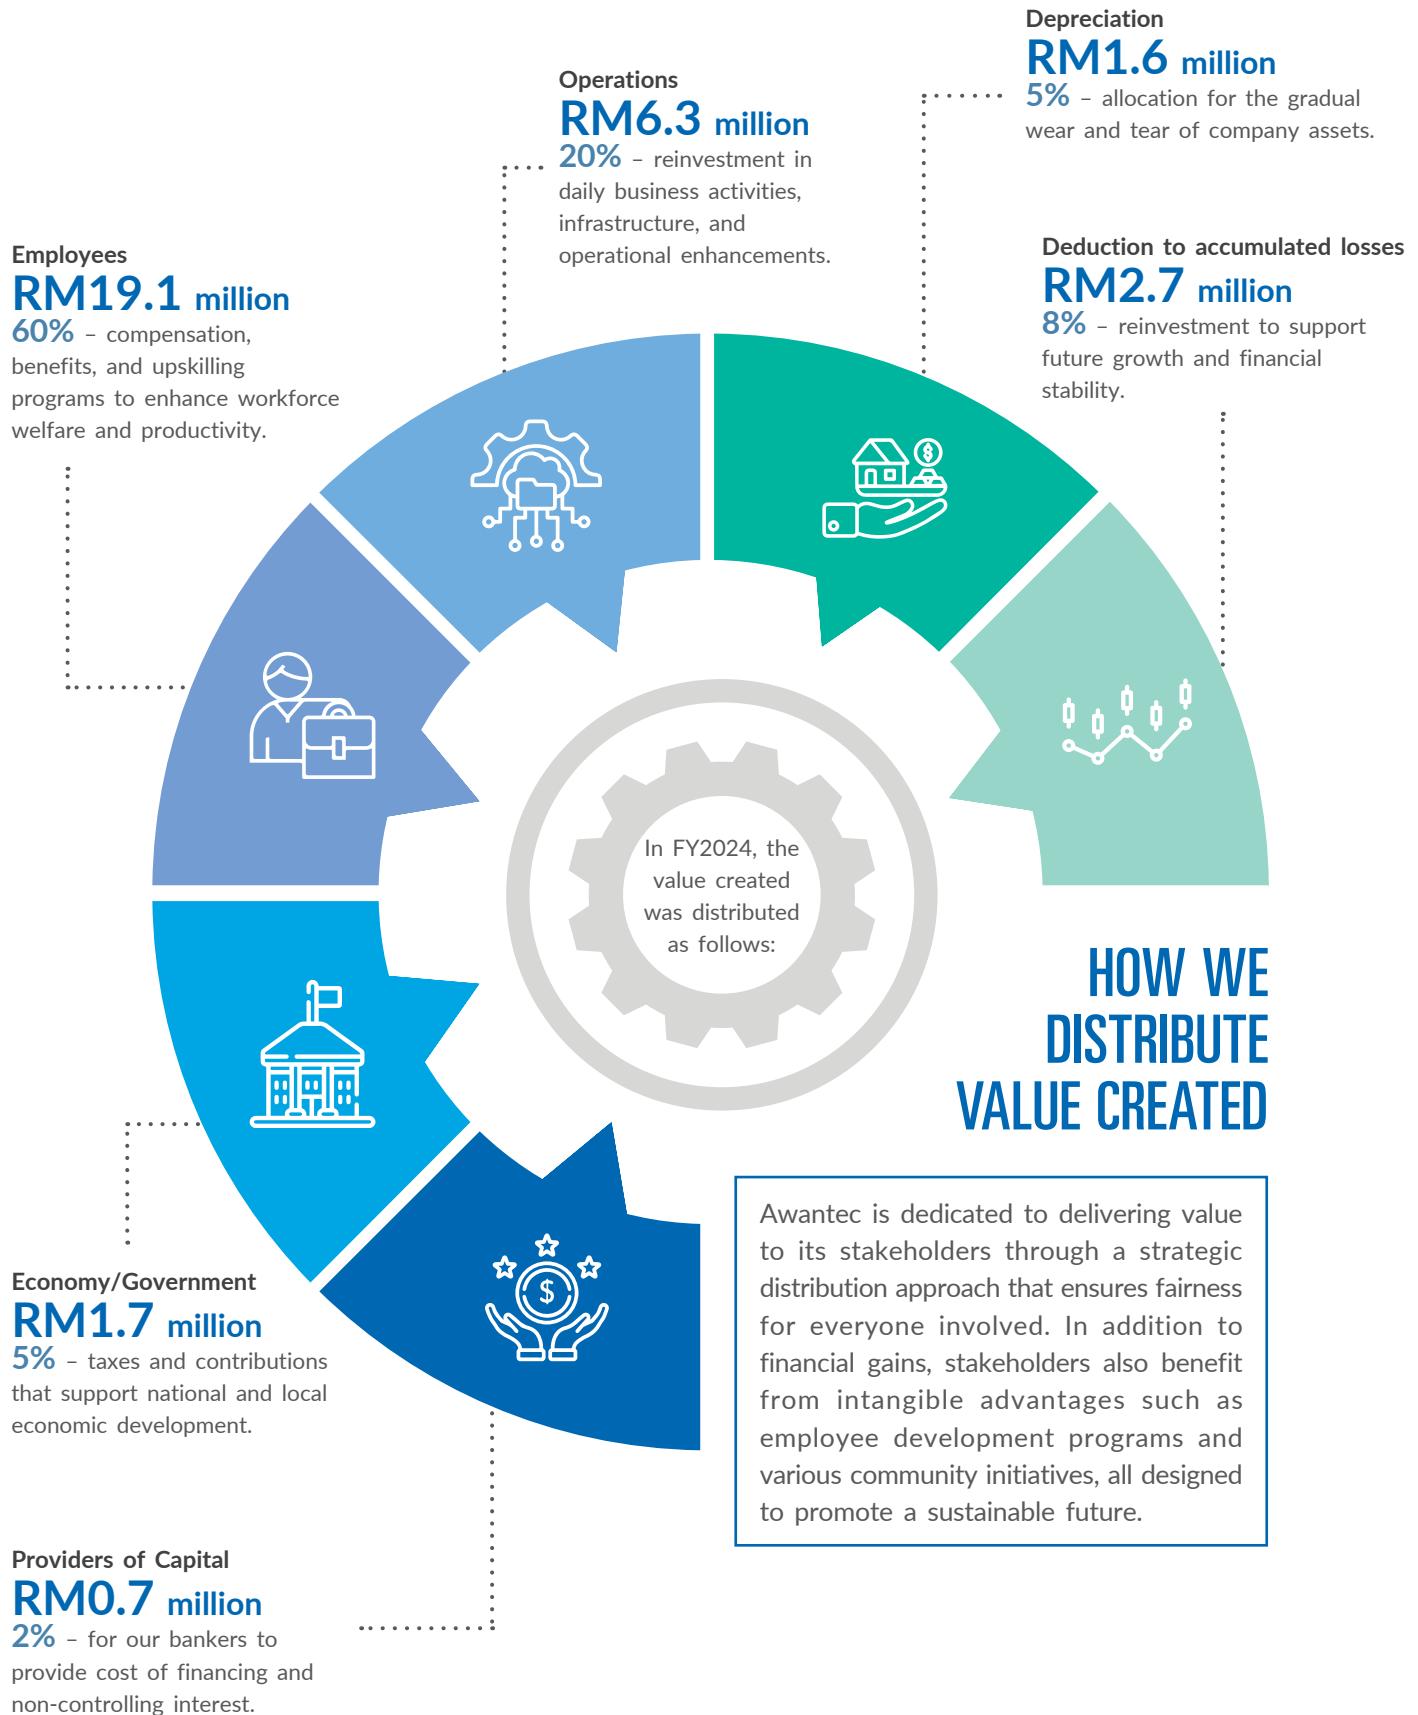 Depreciation
RM1.6 million
5% – allocation for the gradual
wear and tear of company assets.
Operations
RM6.3 million
20% – reinvestment in
daily business activities,
infrastructure, and
operational enhancements.
Deduction to accumulated losses
RM2.7 million
8% – reinvestment to support
future growth and financial
stability.
Employees
RM19.1 million
60% – compensation,
benefits, and upskilling
programs to enhance workforce
welfare and productivity.
In FY2024, the
value created
was distributed
as follows:
HOW WE
DISTRIBUTE
VALUE CREATED
Awantec is dedicated to delivering value
to its stakeholders through a strategic
distribution approach that ensures fairness
for everyone involved. In addition to
financial gains, stakeholders also benefit
from intangible advantages such as
employee development programs and
various community initiatives, all designed
to promote a sustainable future.
Economy/Government
RM1.7 million
5% – taxes and contributions
that support national and local
economic development.
Providers of Capital
RM0.7 million
2% – for our bankers to
provide cost of financing and
non-controlling interest.